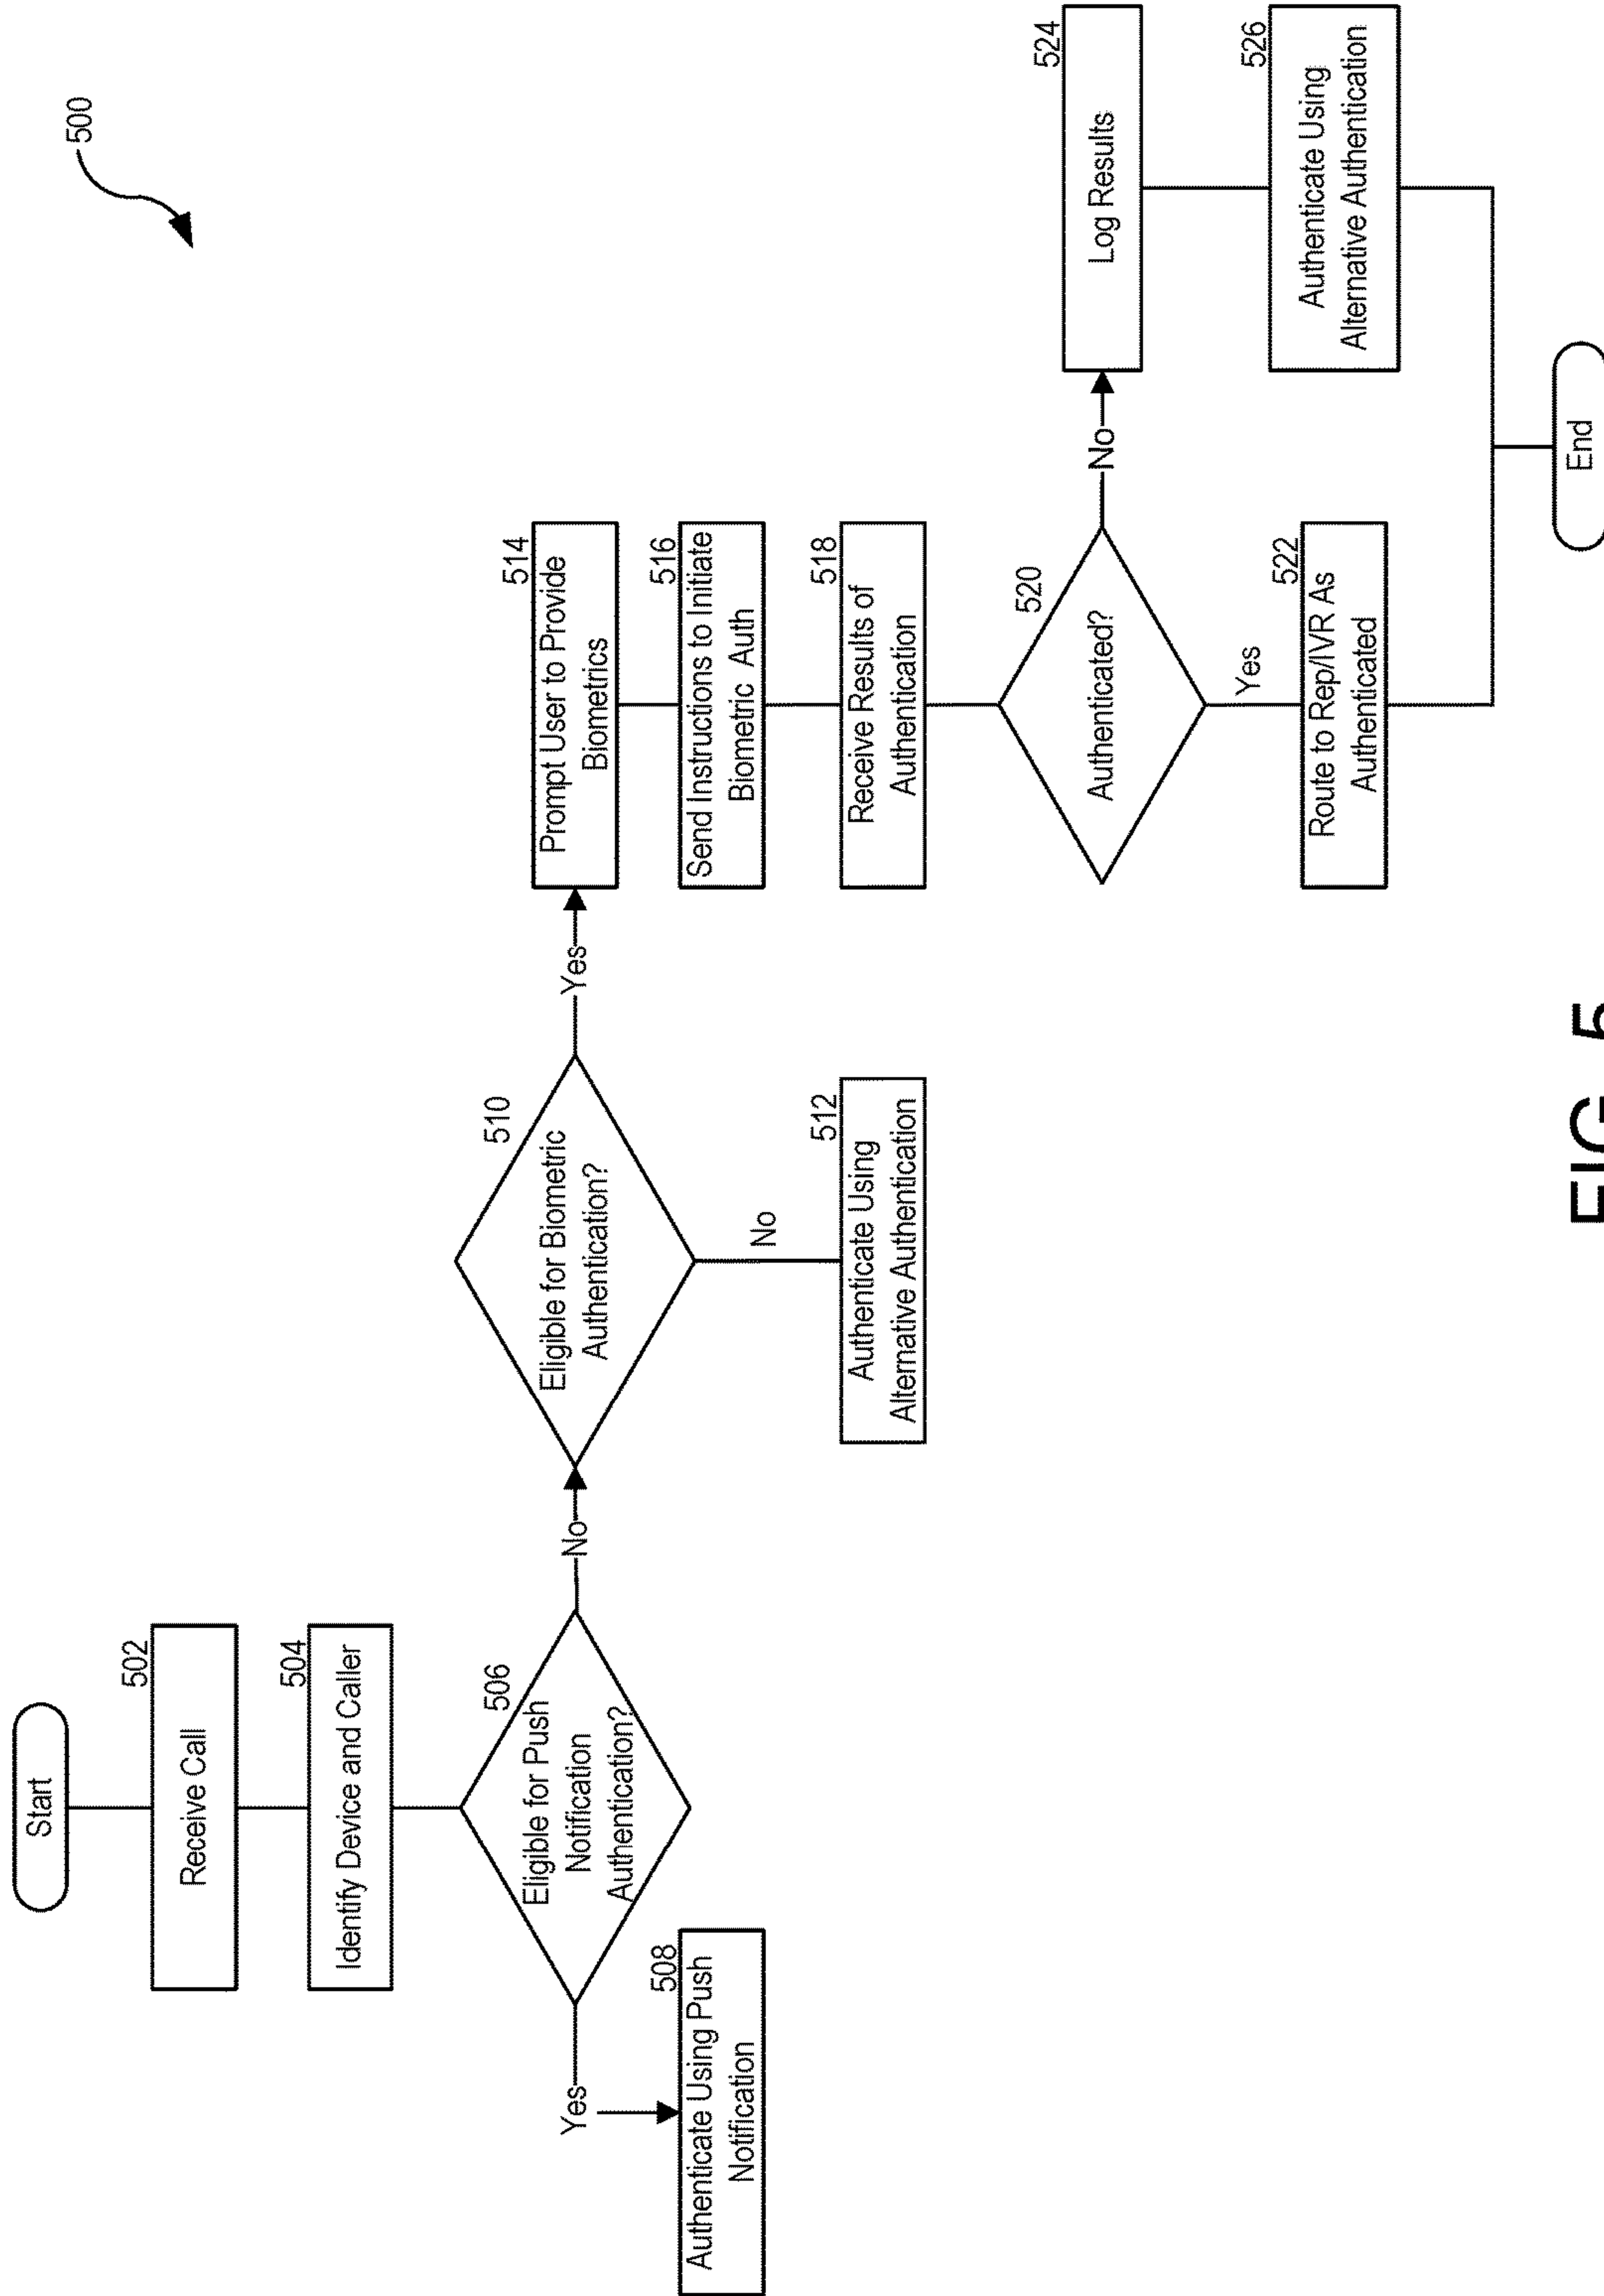 500
Start
502
Receive Call
504
Identify Device and Caller
506
Eligible for Push
Notification
Authentication?
Yes
No
508
Authenticate Using Push
Notification
510
Eligible for Biometric
Authentication?
Yes
No
512
Authenticate Using
Alternative Authentication
514
Prompt User to Provide
Biometrics
516
Send Instructions to Initiate
Biometric Auth
518
Receive Results of
Authentication
520
Authenticated?
No
Yes
522
Route to Rep/IVR As
Authenticated
524
Log Results
526
Authenticate Using
Alternative Authentication
End
FIG. 5